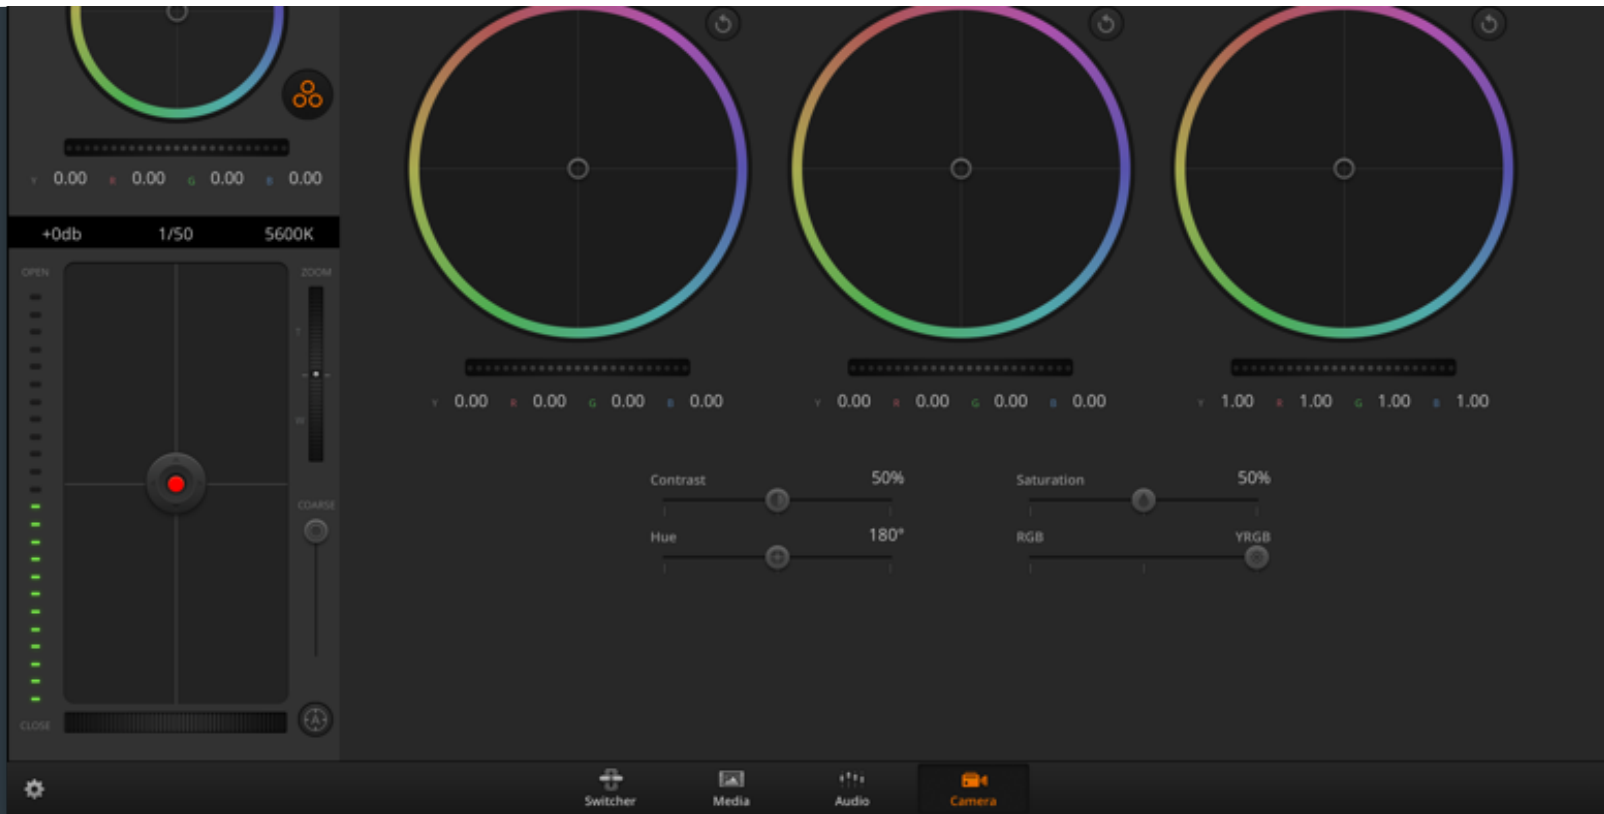 Y 0.00 R 0.00 G 0.00 B 0.00
+0db 1/50 5600K
OPEN ZOOM
T
W
COARSE
CLOSE
A
Y 0.00 R 0.00 G 0.00 B 0.00
Y 0.00 R 0.00 G 0.00 B 0.00
Y 1.00 R 1.00 G 1.00 B 1.00
Contrast 50%
Saturation 50%
Hue 180°
RGB YRGB
Switcher
Media
Audio
Camera